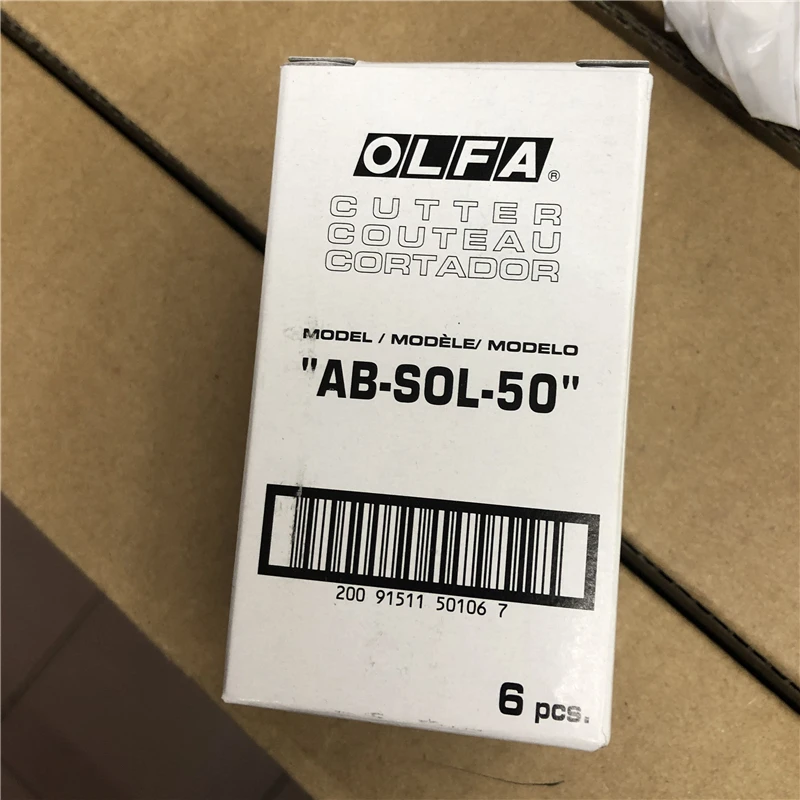 OLFA®
CUTTER
COUTEAU
CORTADOR
MODEL / MODÈLE/ MODELO
"AB-SOL-50"
200 91511 50106 7
6 pcs.